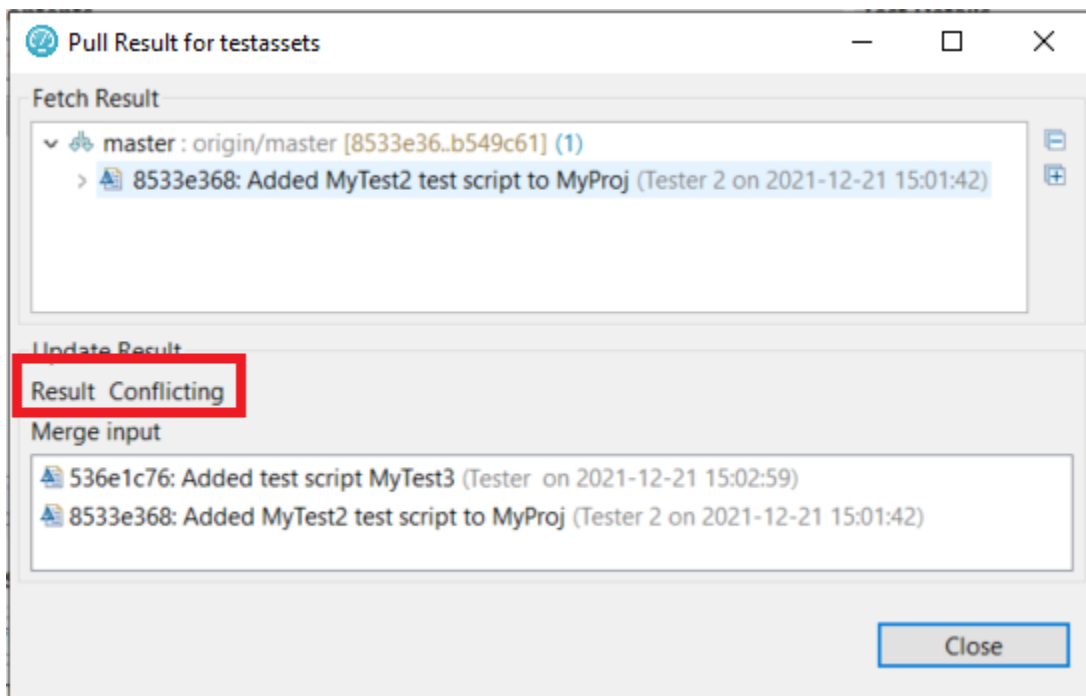 Pull Result for testassets
Fetch Result
master : origin/master [8533e36..b549c61] (1)
8533e368: Added MyTest2 test script to MyProj (Tester 2 on 2021-12-21 15:01:42)
Update Result
Result Conflicting
Merge input
536e1c76: Added test script MyTest3 (Tester on 2021-12-21 15:02:59)
8533e368: Added MyTest2 test script to MyProj (Tester 2 on 2021-12-21 15:01:42)
Close